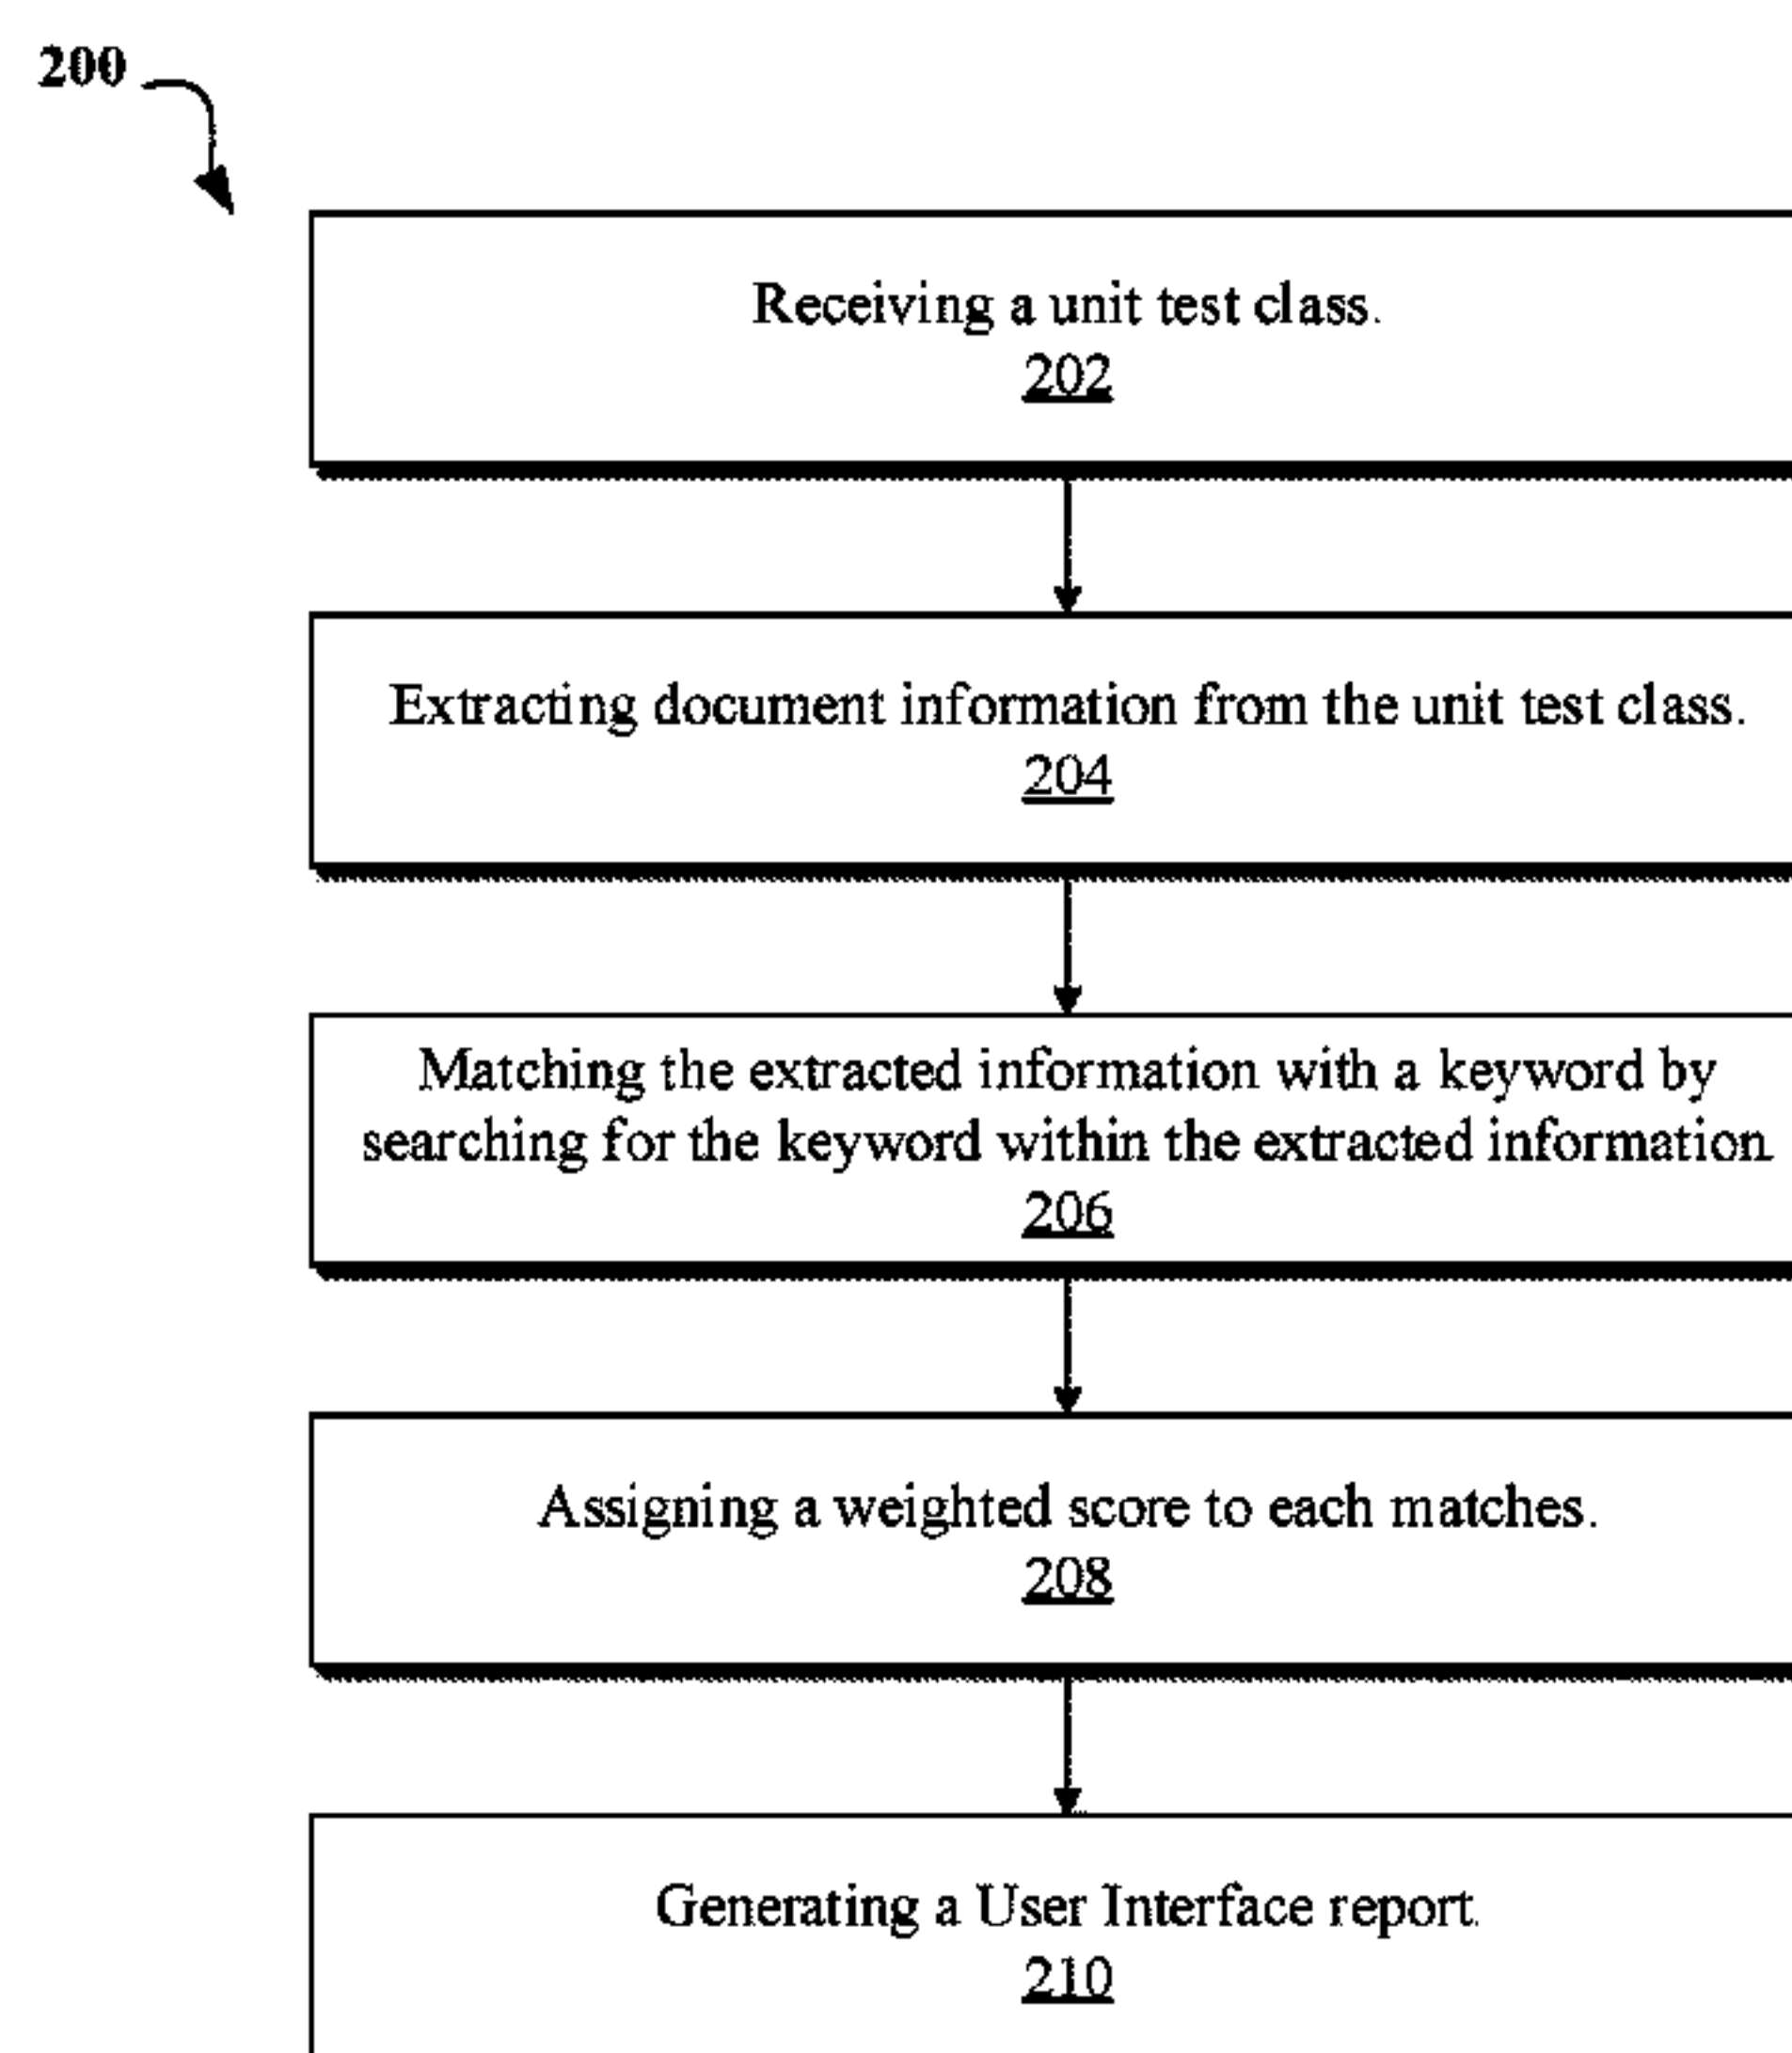 200
Receiving a unit test class.
202
Extracting document information from the unit test class.
204
Matching the extracted information with a keyword by
searching for the keyword within the extracted information.
206
Assigning a weighted score to each matches.
208
Generating a User Interface report.
210